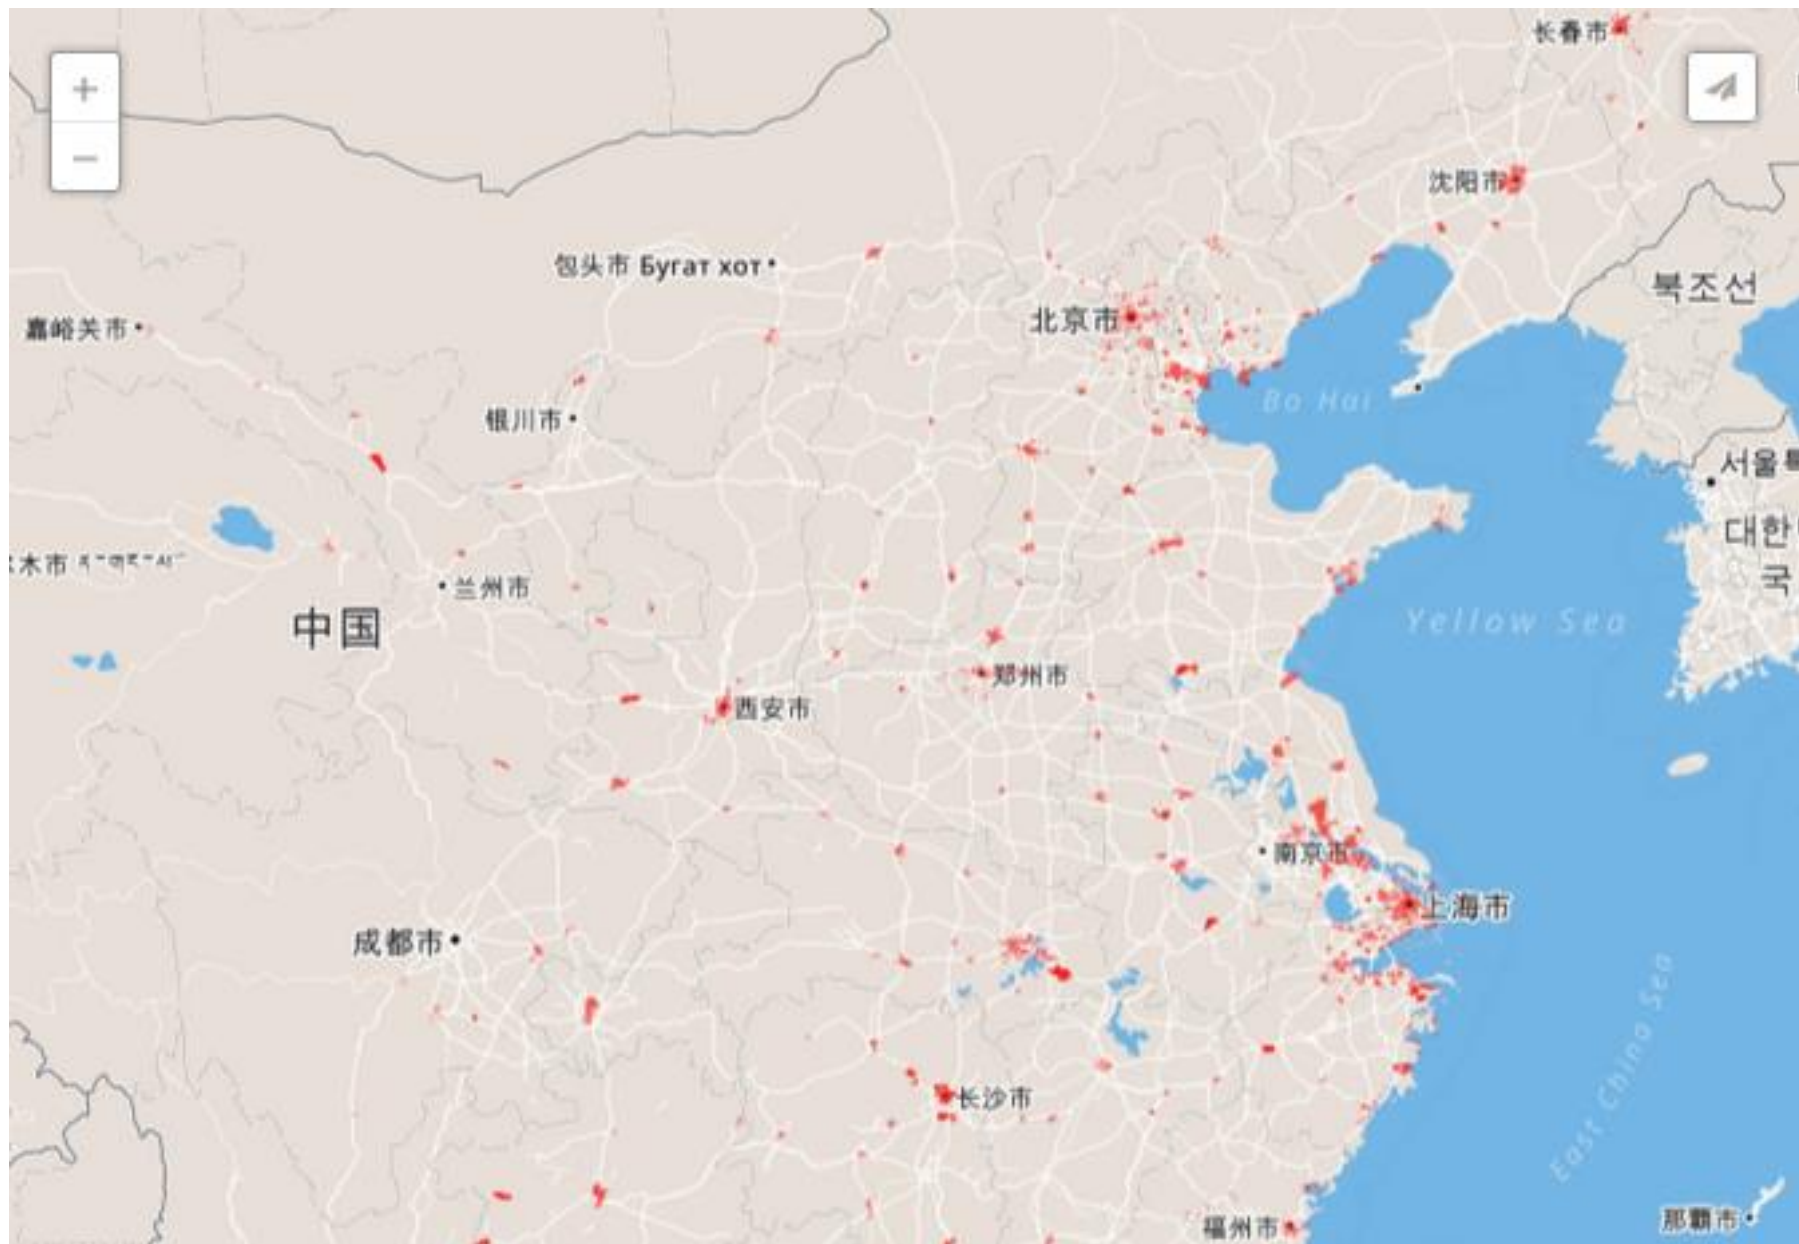 长春市
沈阳市
包头市 Бугат хот
북조선
北京市
嘉峪关市
Bo Hai
银川市
서울특
대한민
국
木市
兰州市
中国
Yellow Sea
郑州市
西安市
南京市
上海市
成都市
East China Sea
长沙市
那霸市
福州市